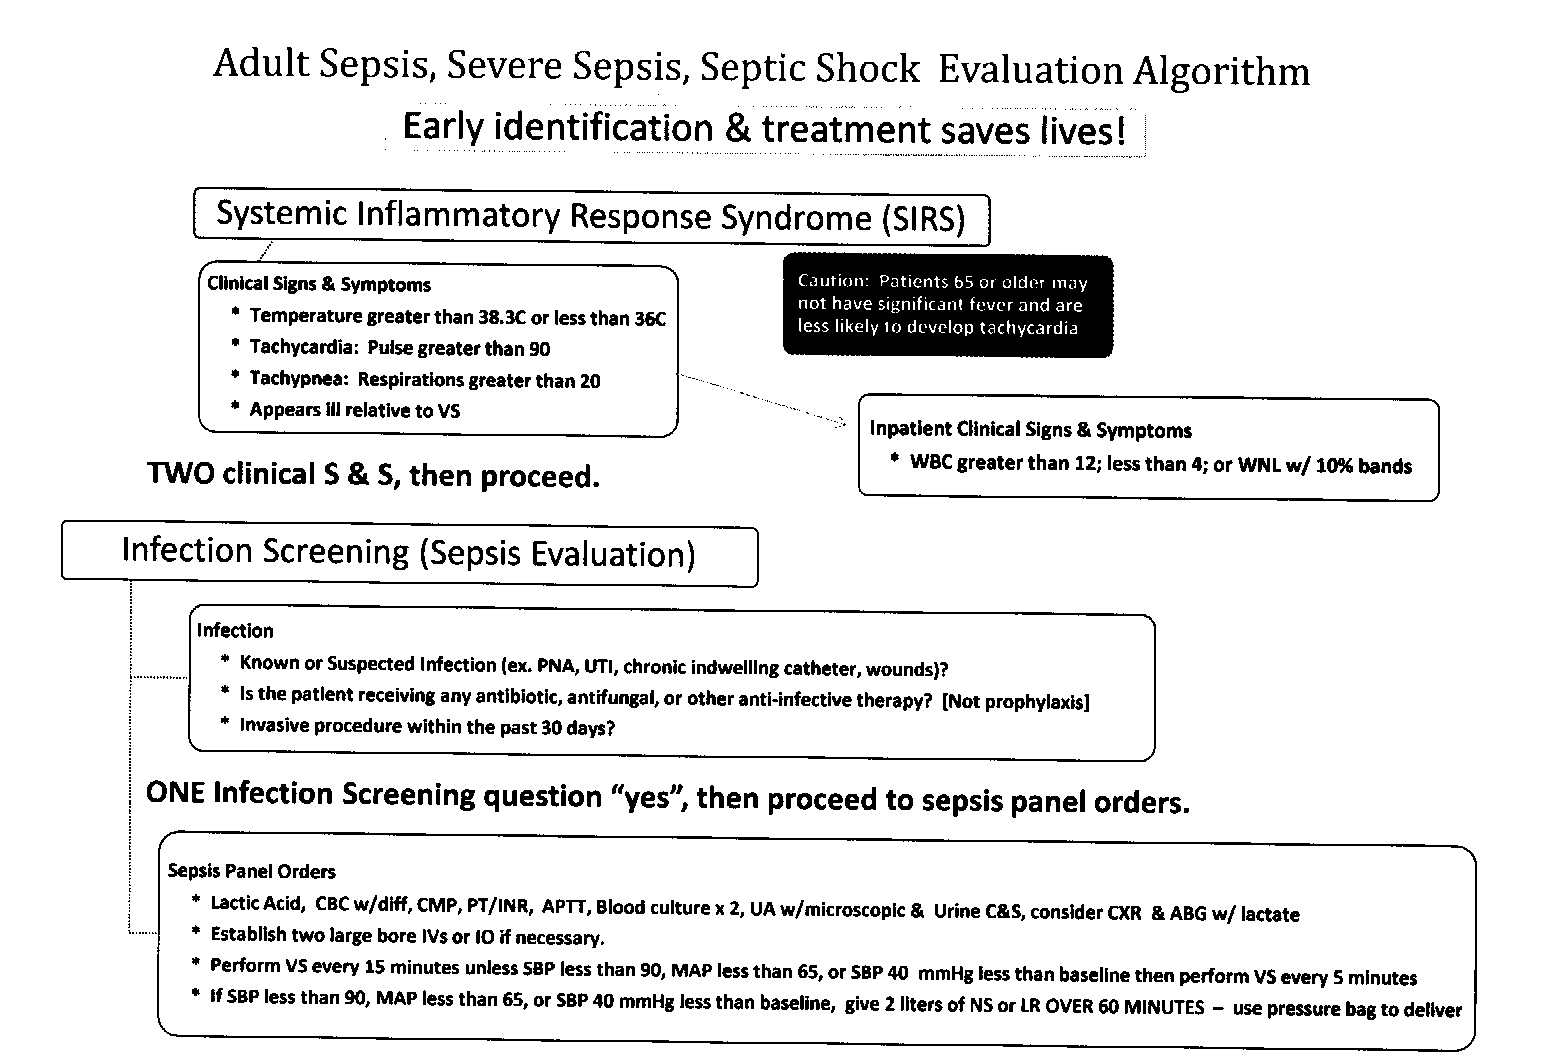 Adult Sepsis, Severe Sepsis, Septic Shock Evaluation Algorithm
Early identification & treatment saves lives!
Systemic Inflammatory Response Syndrome (SIRS)
Clinical Signs & Symptoms
* Temperature greater than 38.3C or less than 36C
* Tachycardia: Pulse greater than 90
* Tachypnea: Respirations greater than 20
* Appears ill relative to VS
Caution: Patients 65 or older may
not have significant fever and are
less likely to develop tachycardia
Inpatient Clinical Signs & Symptoms
* WBC greater than 12; less than 4; or WNL w/ 10% bands
TWO clinical S & S, then proceed.
Infection Screening (Sepsis Evaluation)
Infection
* Known or Suspected Infection (ex. PNA, UTI, chronic indwelling catheter, wounds)?
* Is the patient receiving any antibiotic, antifungal, or other anti-infective therapy? [Not prophylaxis]
* Invasive procedure within the past 30 days?
ONE Infection Screening question “yes”, then proceed to sepsis panel orders.
Sepsis Panel Orders
* Lactic Acid, CBC w/diff, CMP, PT/INR, APTT, Blood culture x 2, UA w/microscopic & Urine C&S, consider CXR & ABG w/ lactate
* Establish two large bore IVs or IO if necessary.
* Perform VS every 15 minutes unless SBP less than 90, MAP less than 65, or SBP 40 mmHg less than baseline then perform VS every 5 minutes
* If SBP less than 90, MAP less than 65, or SBP 40 mmHg less than baseline, give 2 liters of NS or LR OVER 60 MINUTES – use pressure bag to deliver